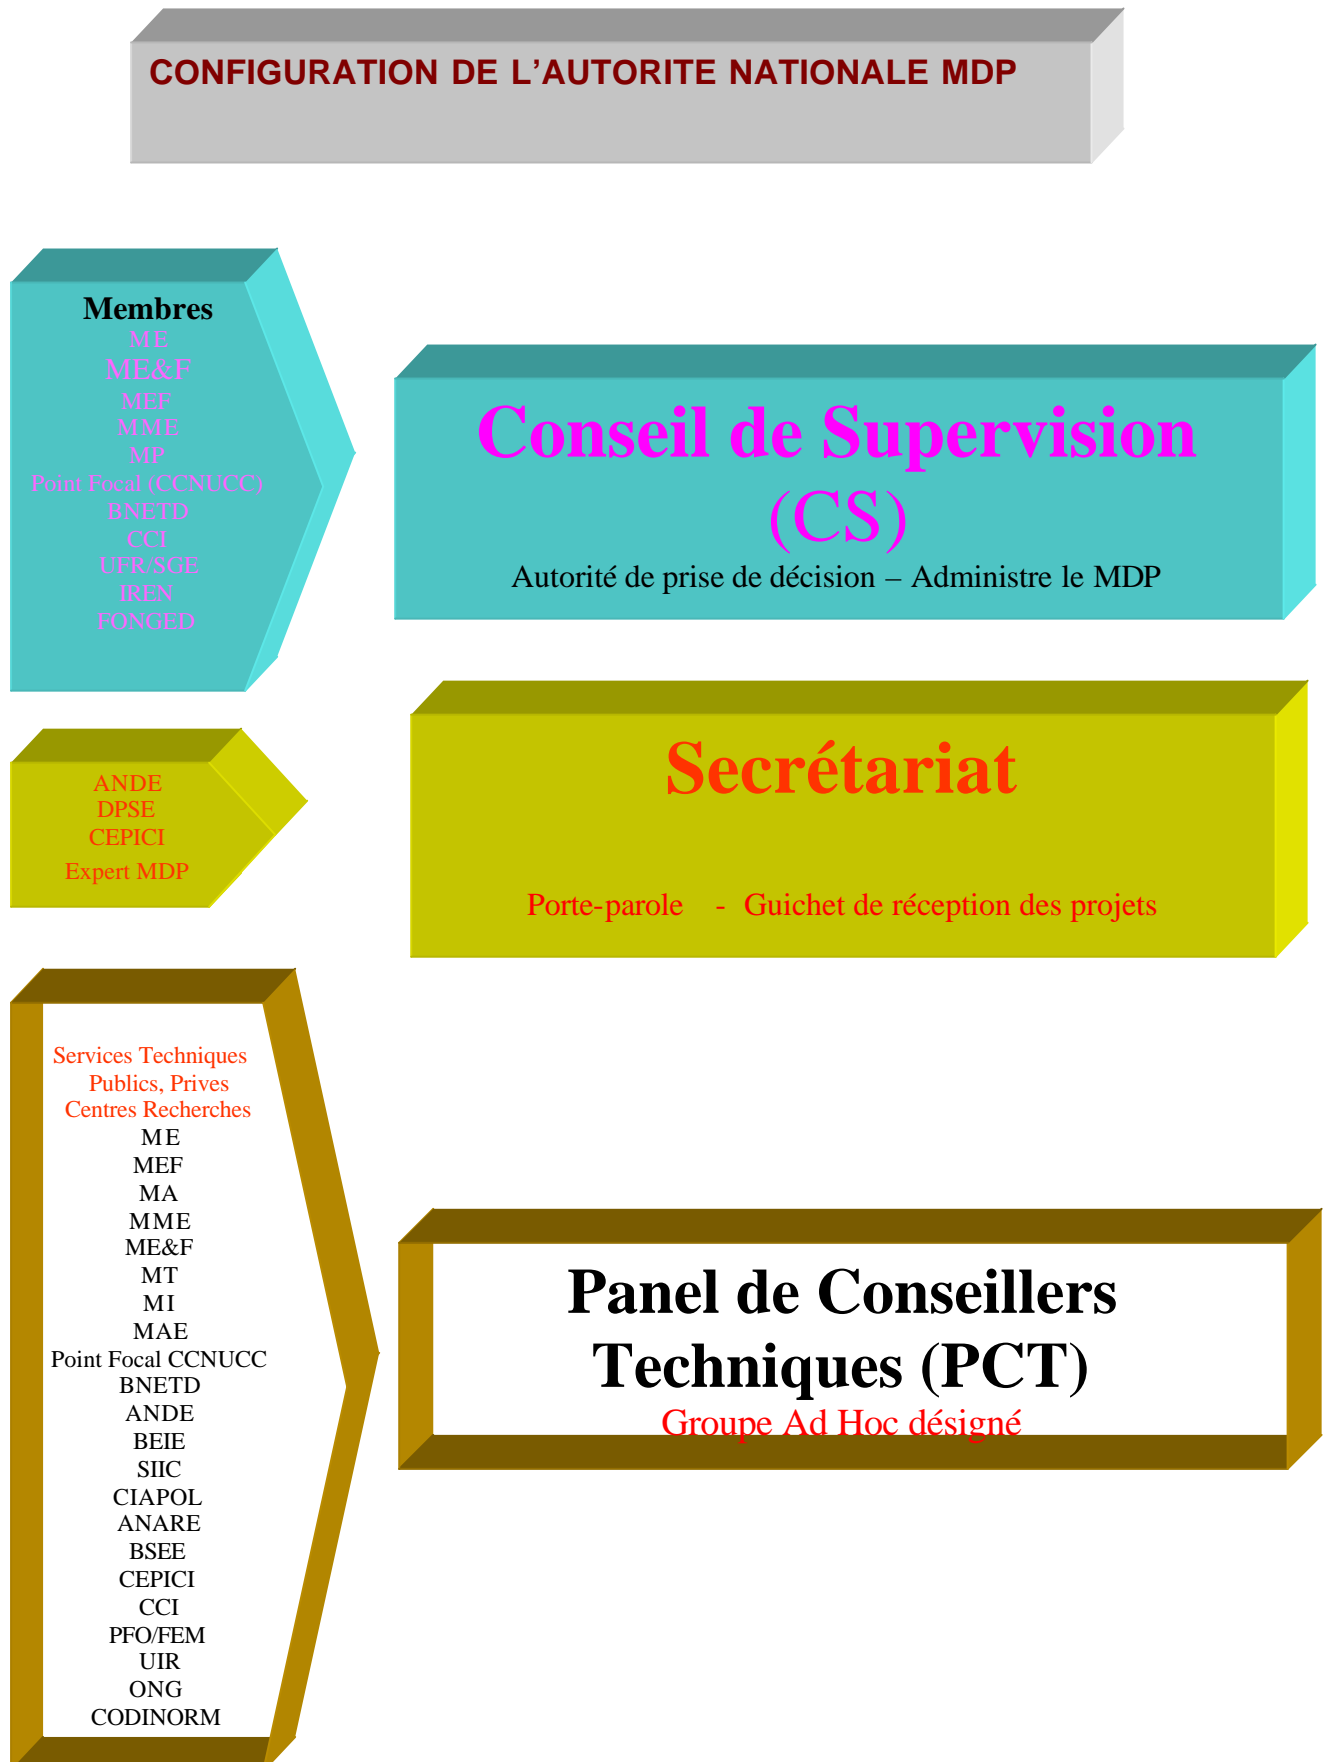 CONFIGURATION DE L'AUTORITE NATIONALE MDP
Membres
ME
ME&F
MEF
MME
MP
Point Focal (CCNUCC)
BNETD
CCI
UFR/SGE
IREN
FONGED
Conseil de Supervision
(CS)
Autorité de prise de décision – Administre le MDP
ANDE
DPSE
CEPICI
Expert MDP
Secrétariat
Porte-parole - Guichet de réception des projets
Services Techniques
Publics, Prives
Centres Recherches
ME
MEF
MA
MME
ME&F
MT
MI
MAE
Point Focal CCNUCC
BNETD
ANDE
BEIE
SIIC
CIAPOL
ANARE
BSEE
CEPICI
CCI
PFO/FEM
UIR
ONG
CODINORM
Panel de Conseillers
Techniques (PCT)
Groupe Ad Hoc désigné